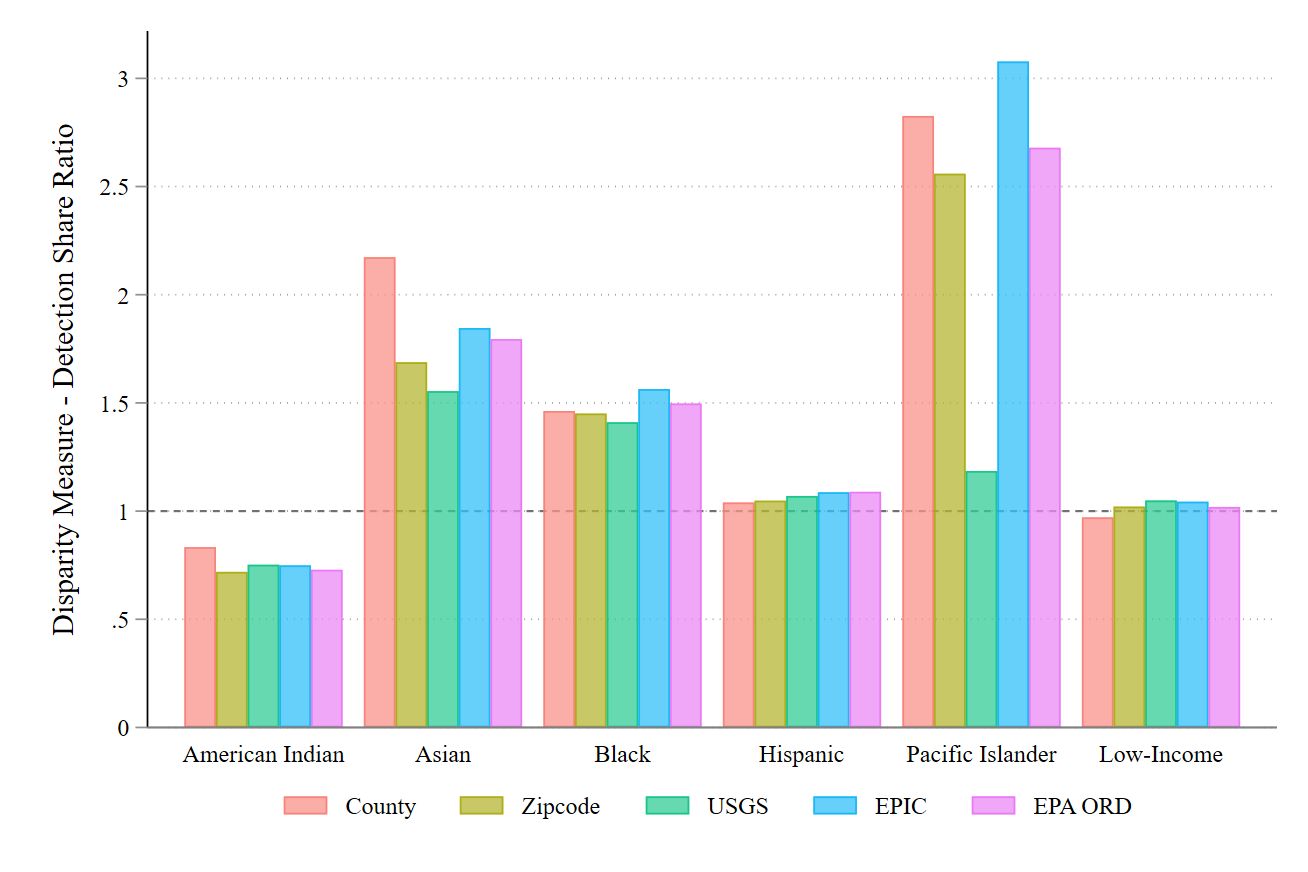 Disparity Measure - Detection Share Ratio
3
2.5
2
1.5
1
.5
0
American Indian Asian Black Hispanic Pacific Islander Low-Income
County Zipcode USGS EPIC EPA ORD